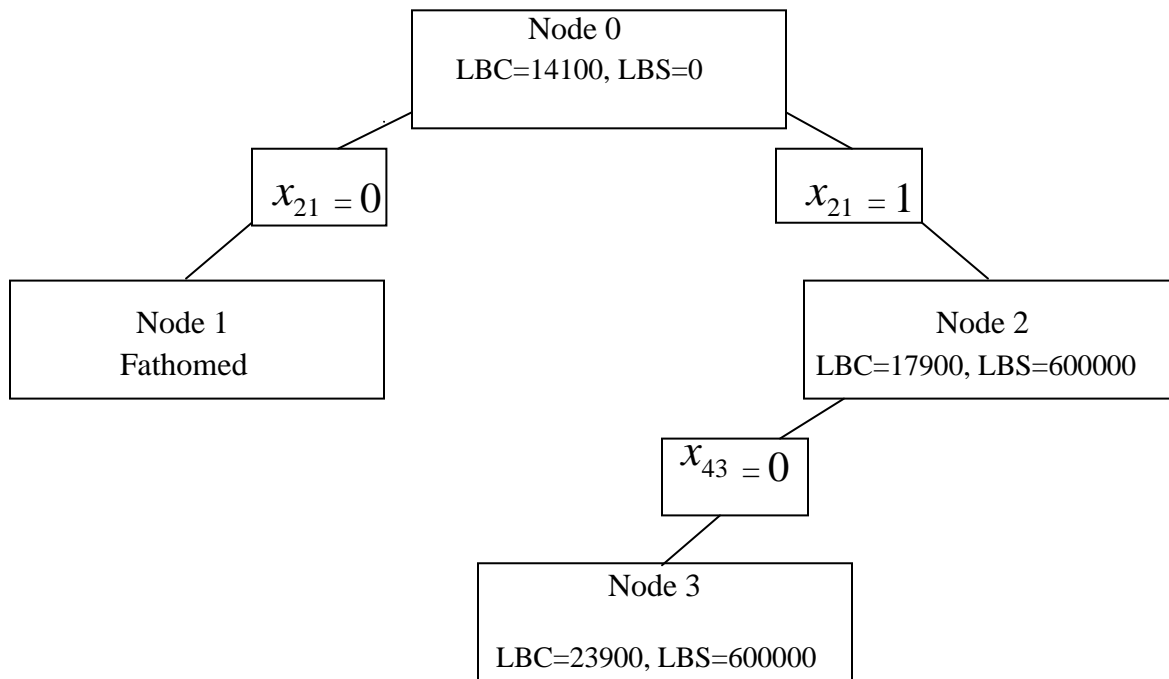 Node 0
LBC=14100, LBS=0
x21 = 0
x21 = 1
Node 1
Fathomed
Node 2
LBC=17900, LBS=600000
x43 = 0
Node 3
LBC=23900, LBS=600000